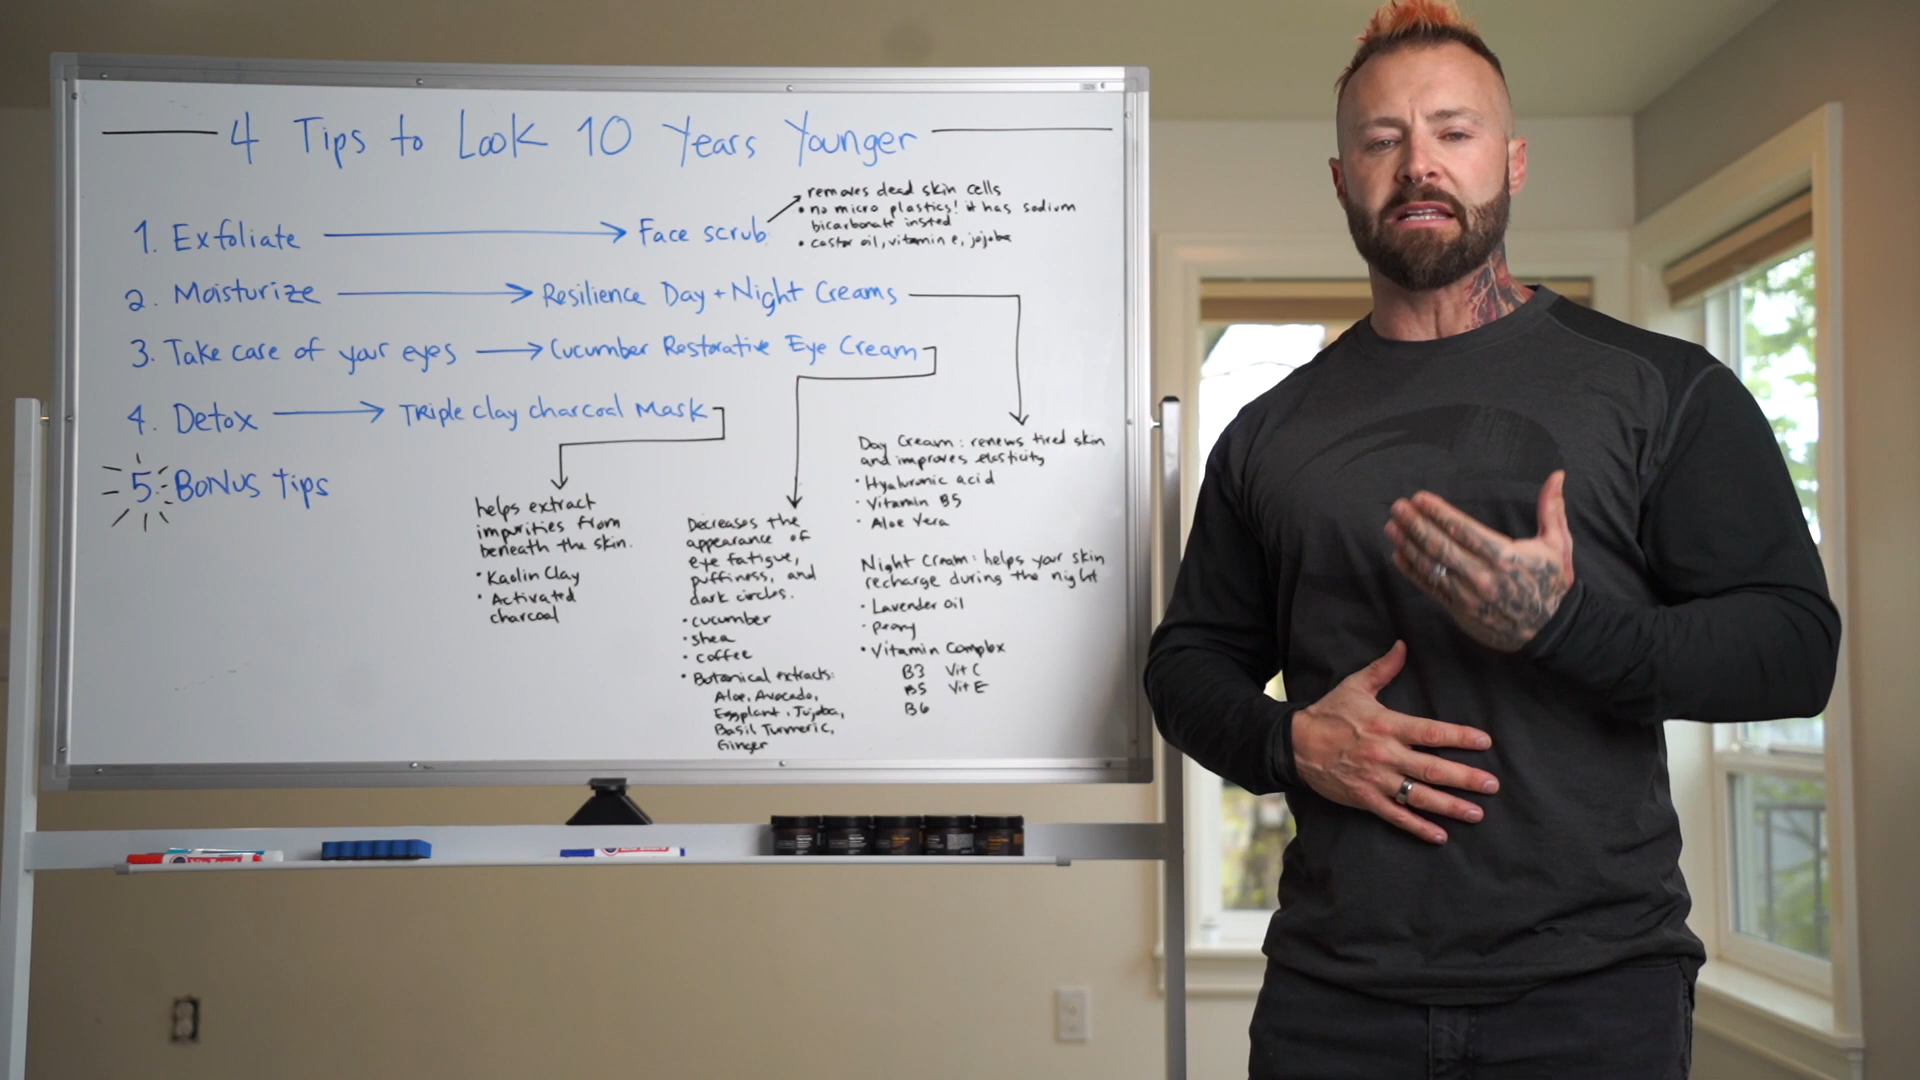 4 Tips to Look 10 Years Younger
1. Exfoliate → Face scrub
removes dead skin cells
• no micro plastics! it has sodium
bicarbonate insted
• castor oil, vitamin e, jojoba
2. Moisturize → Resilience Day + Night Creams
3. Take care of your eyes → Cucumber Restorative Eye Cream
4. Detox → Triple clay charcoal Mask
5. Bonus tips
helps extract
impurities from
beneath the skin.
• Kaolin Clay
• Activated
charcoal
Decreases the
appearance of
eye fatigue,
puffiness, and
dark circles.
• cucumber
• shea
• coffee
• Botanical extracts:
Aloe, Avocado,
Eggplant, Jojoba,
Basil Turmeric,
Ginger
Day Cream: renews tired skin
and improves elasticity
• Hyaluronic acid
• Vitamin B5
• Aloe Vera
Night Cream: helps your skin
recharge during the night
• Lavender oil
• peony
• Vitamin Complex
B3 Vit C
B5 Vit E
B6